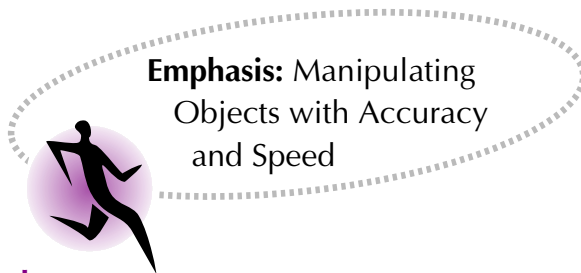 Emphasis: Manipulating
Objects with Accuracy
and Speed